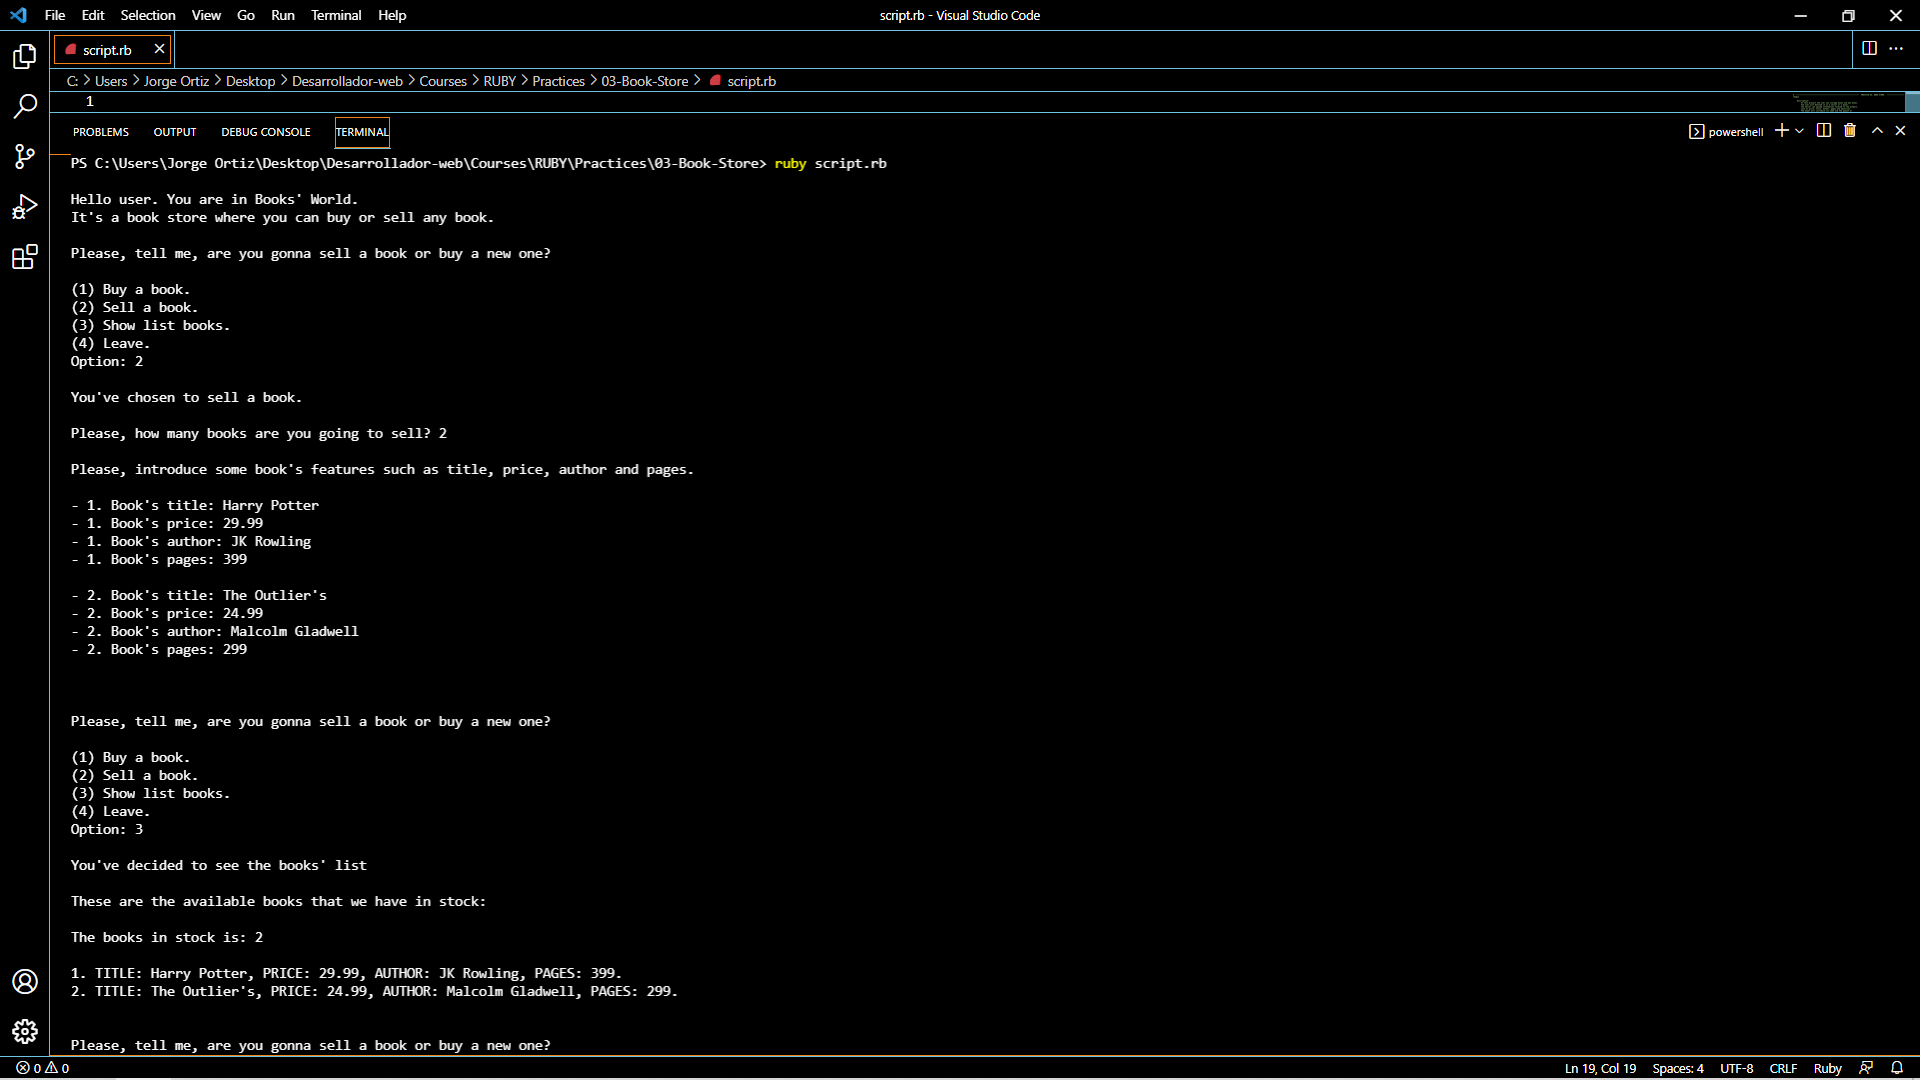 File Edit Selection View Go Run Terminal Help
script.rb - Visual Studio Code
script.rb
C: > Users > Jorge Ortiz > Desktop > Desarrollador-web > Courses > RUBY > Practices > 03-Book-Store > script.rb
1
PROBLEMS OUTPUT DEBUG CONSOLE TERMINAL
powershell
PS C:\Users\Jorge Ortiz\Desktop\Desarrollador-web\Courses\RUBY\Practices\03-Book-Store> ruby script.rb
Hello user. You are in Books' World.
It's a book store where you can buy or sell any book.
Please, tell me, are you gonna sell a book or buy a new one?
(1) Buy a book.
(2) Sell a book.
(3) Show list books.
(4) Leave.
Option: 2
You've chosen to sell a book.
Please, how many books are you going to sell? 2
Please, introduce some book's features such as title, price, author and pages.
- 1. Book's title: Harry Potter
- 1. Book's price: 29.99
- 1. Book's author: JK Rowling
- 1. Book's pages: 399
- 2. Book's title: The Outlier's
- 2. Book's price: 24.99
- 2. Book's author: Malcolm Gladwell
- 2. Book's pages: 299
Please, tell me, are you gonna sell a book or buy a new one?
(1) Buy a book.
(2) Sell a book.
(3) Show list books.
(4) Leave.
Option: 3
You've decided to see the books' list
These are the available books that we have in stock:
The books in stock is: 2
1. TITLE: Harry Potter, PRICE: 29.99, AUTHOR: JK Rowling, PAGES: 399.
2. TITLE: The Outlier's, PRICE: 24.99, AUTHOR: Malcolm Gladwell, PAGES: 299.
Please, tell me, are you gonna sell a book or buy a new one?
0 0
Ln 19, Col 19 Spaces: 4 UTF-8 CRLF Ruby